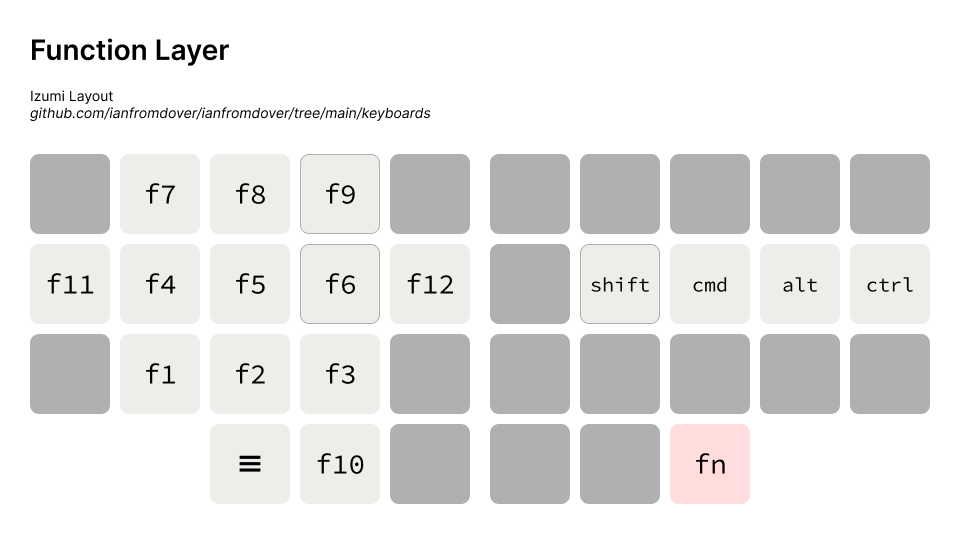 Function Layer
Izumi Layout
github.com/ianfromdover/ianfromdover/tree/main/keyboards
f7 f8 f9
f11 f4 f5 f6 f12 shift cmd alt ctrl
f1 f2 f3
≡ f10 fn